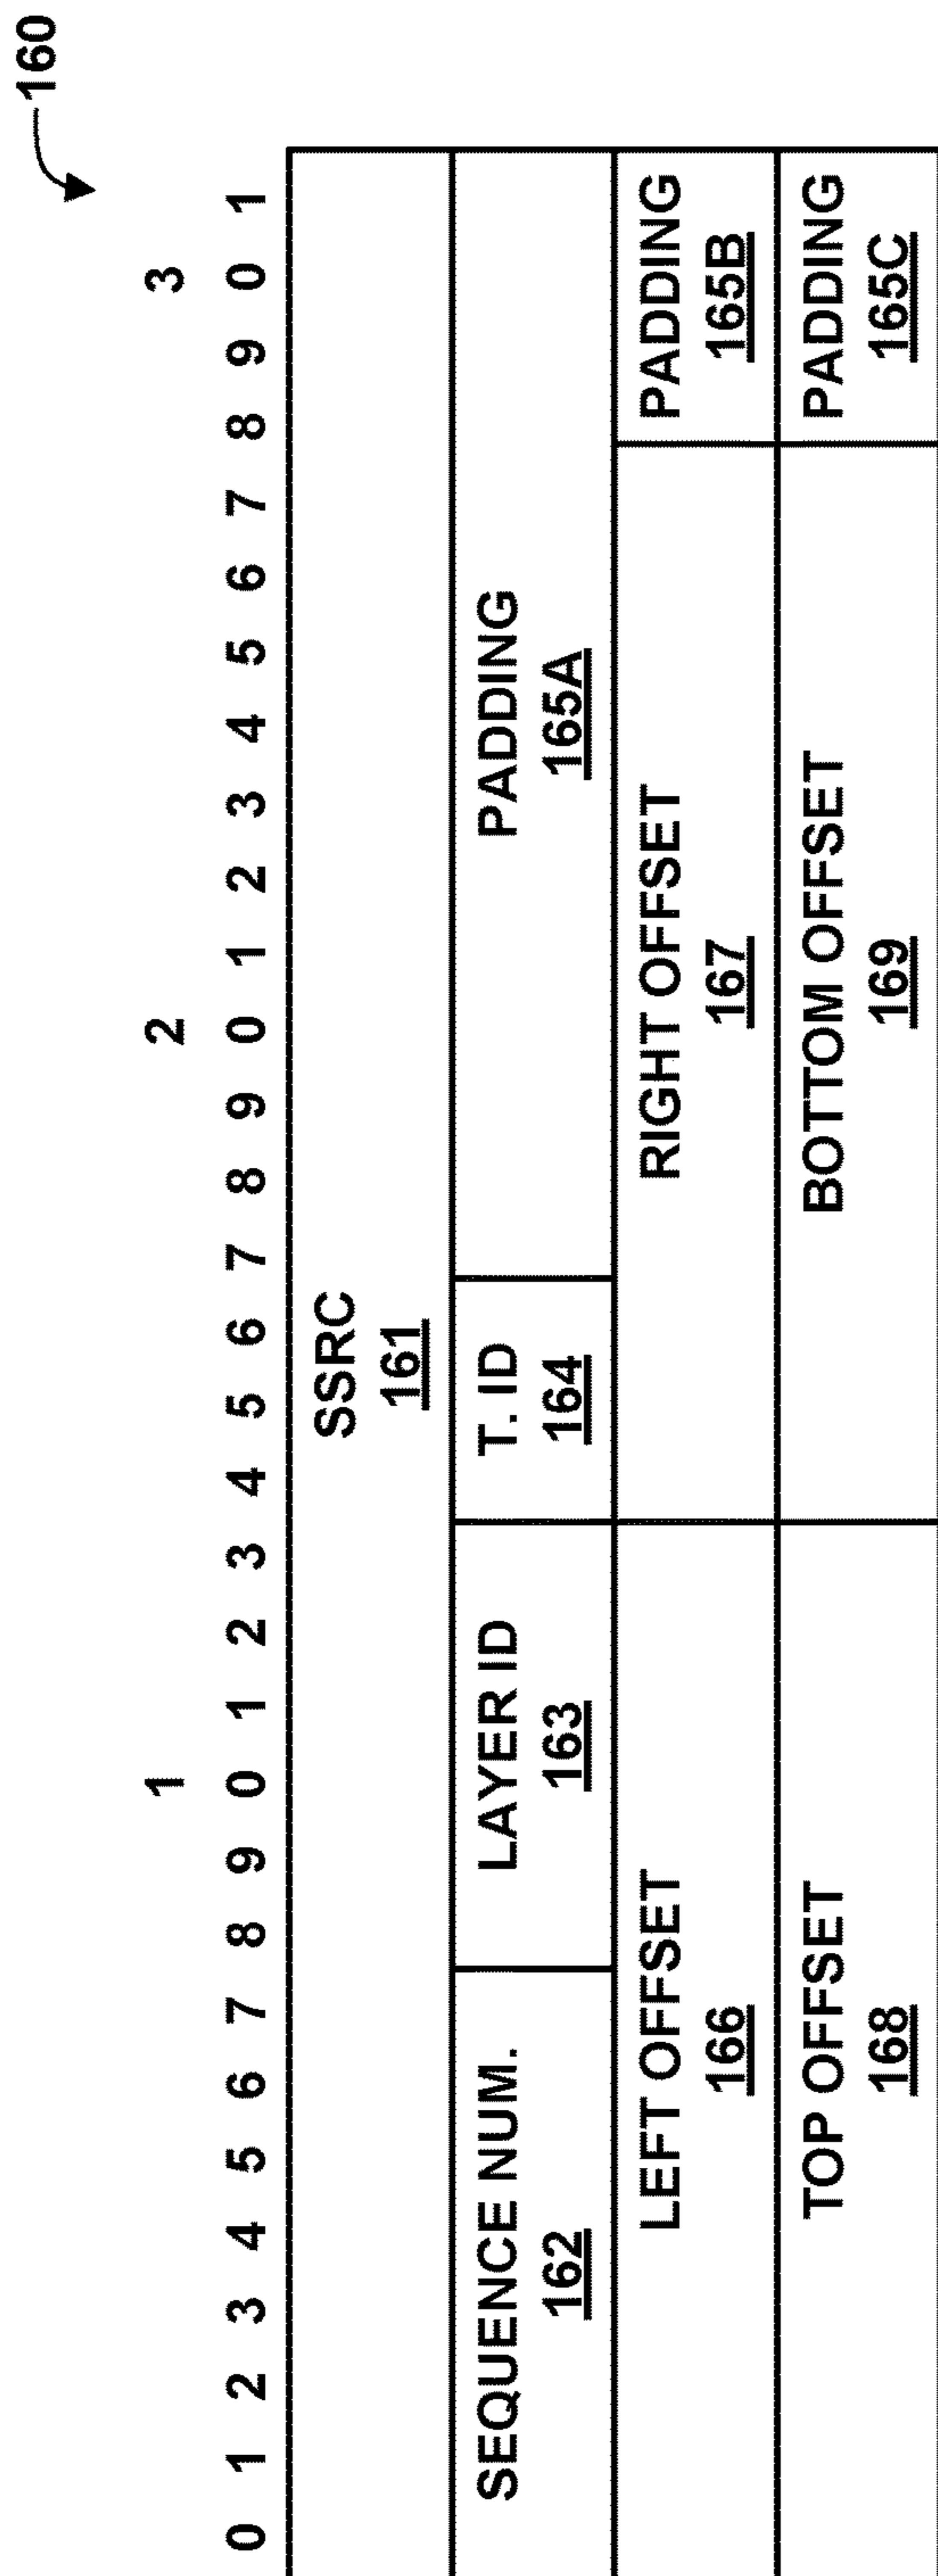 160
1 2 3
0 1 2 3 4 5 6 7 8 9 0 1 2 3 4 5 6 7 8 9 0 1 2 3 4 5 6 7 8 9 0 1
SSRC
161
SEQUENCE NUM.
162
LAYER ID
163
T. ID
164
PADDING
165A
LEFT OFFSET
166
RIGHT OFFSET
167
PADDING
165B
TOP OFFSET
168
BOTTOM OFFSET
169
PADDING
165C